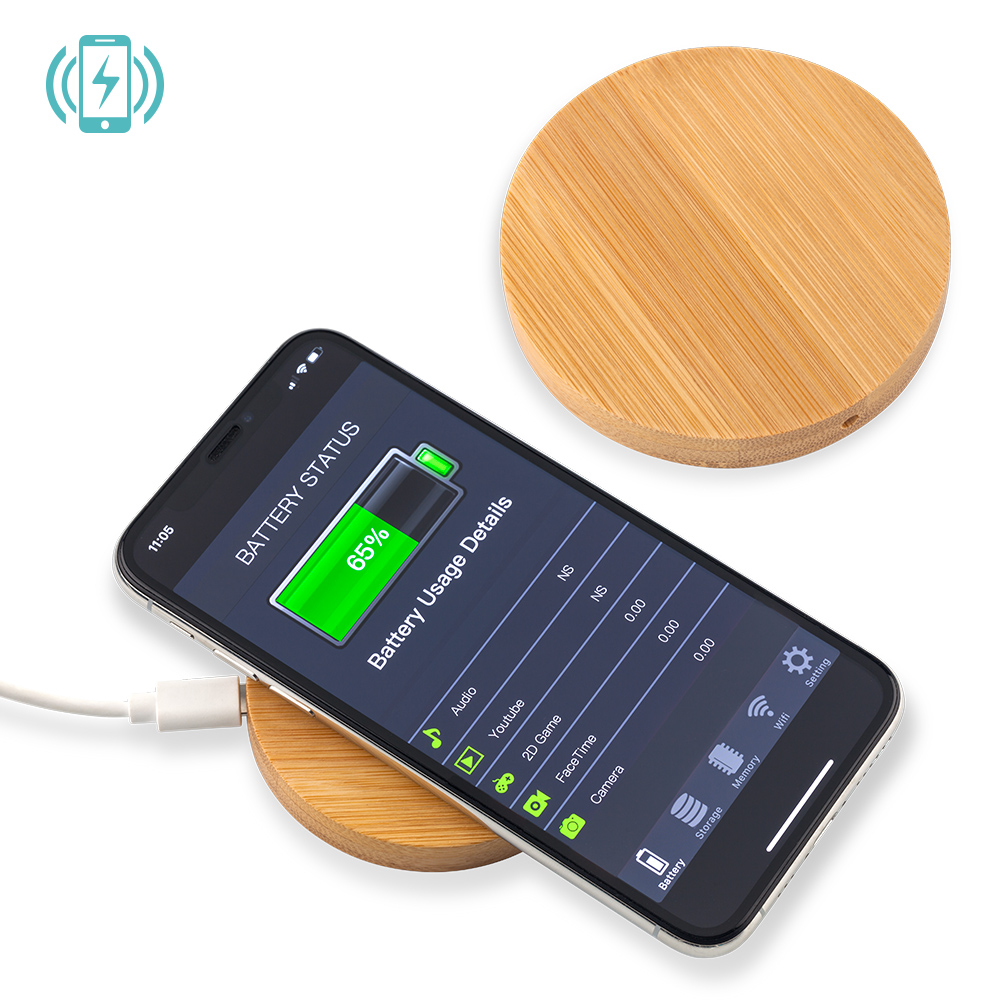 11:05
BATTERY STATUS
65%
Battery Usage Details
Audio NS
Youtube NS
2D Game 0.00
FaceTime 0.00
Camera 0.00
Battery Storage Memory Wifi Setting